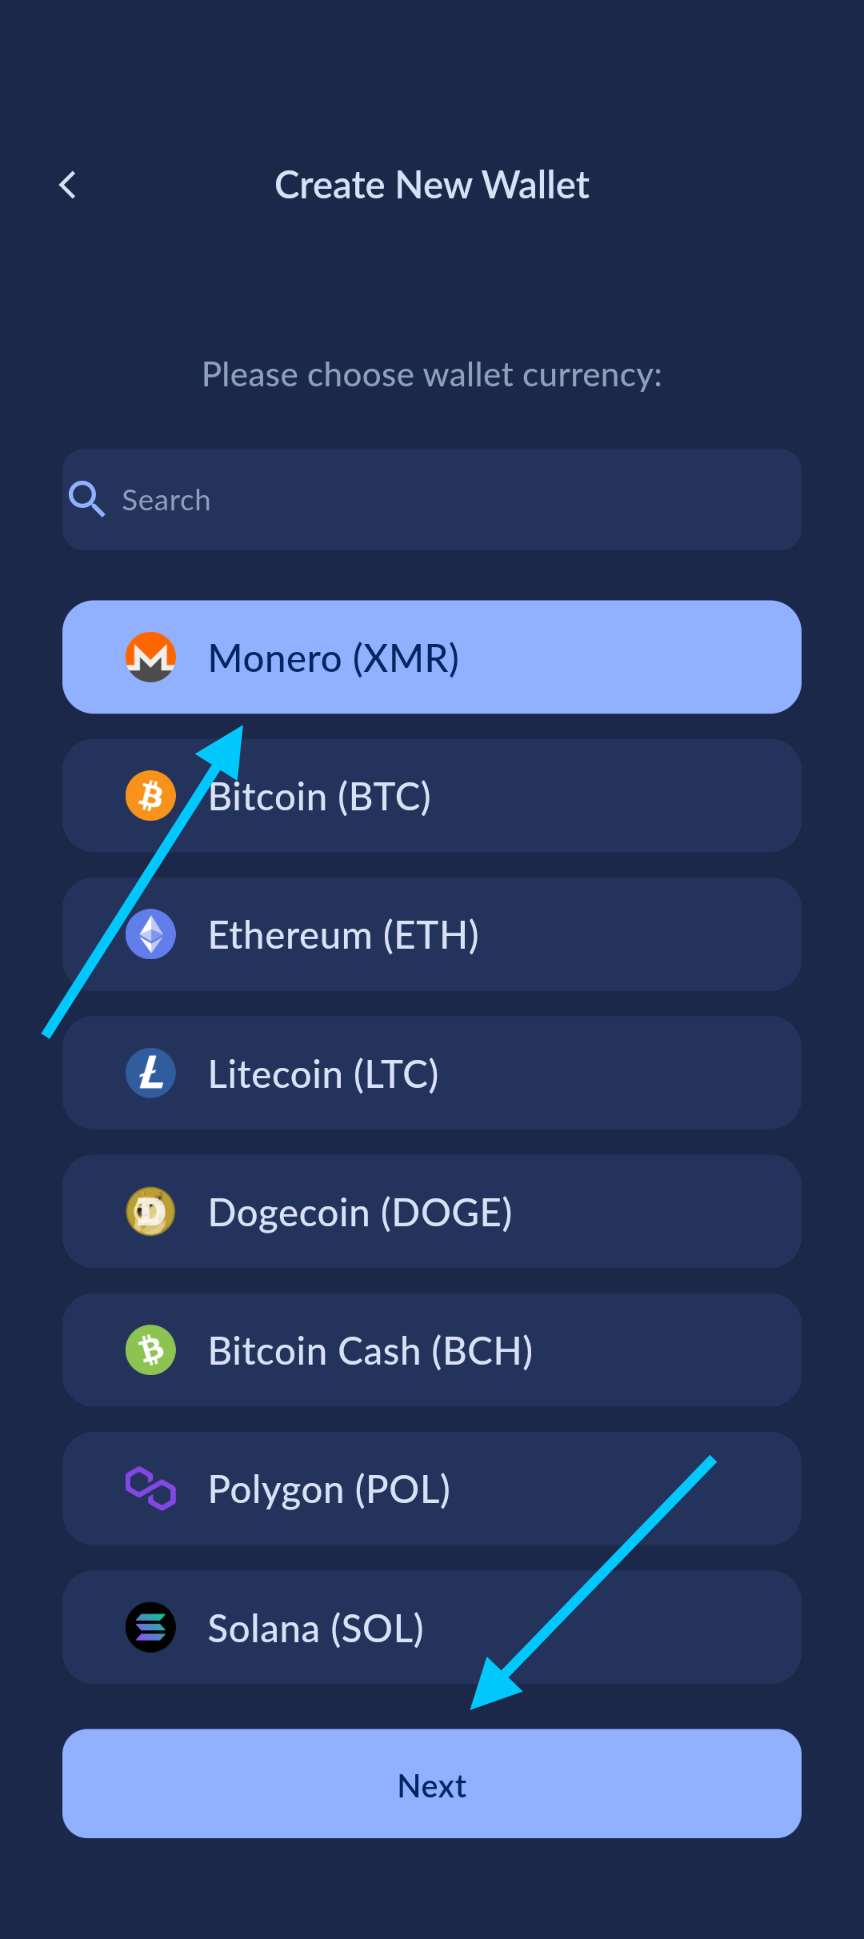 Create New Wallet
Please choose wallet currency:
Search
Monero (XMR)
Bitcoin (BTC)
Ethereum (ETH)
Litecoin (LTC)
Dogecoin (DOGE)
Bitcoin Cash (BCH)
Polygon (POL)
Solana (SOL)
Next